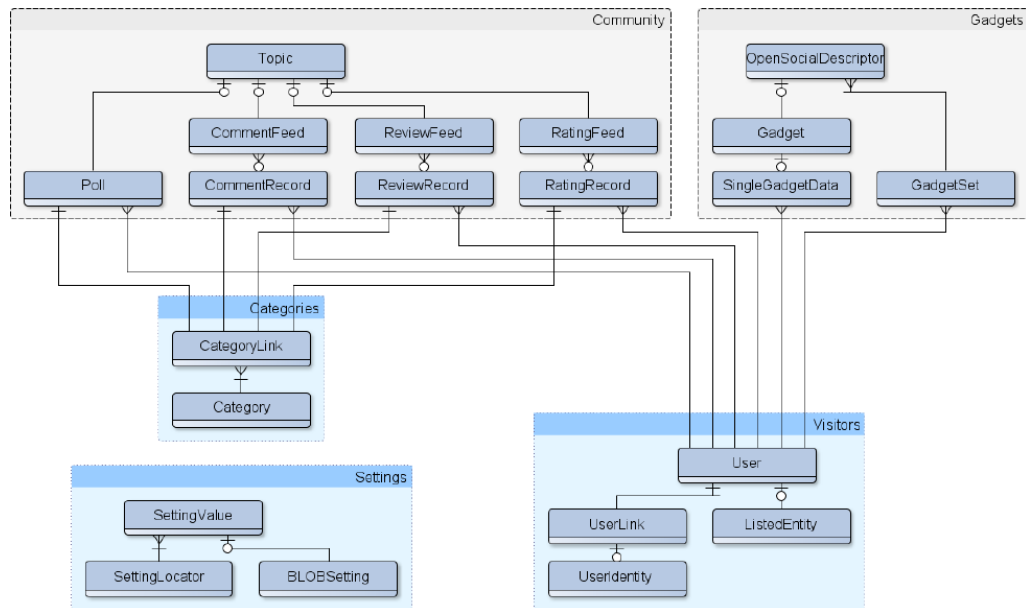 Community
Gadgets
Topic
OpenSocialDescriptor
CommentFeed
ReviewFeed
RatingFeed
Gadget
Poll
CommentRecord
ReviewRecord
RatingRecord
SingleGadgetData
GadgetSet
Categories
CategoryLink
Category
Visitors
User
Settings
SettingValue
UserLink
ListedEntity
SettingLocator
BLOBSetting
UserIdentity